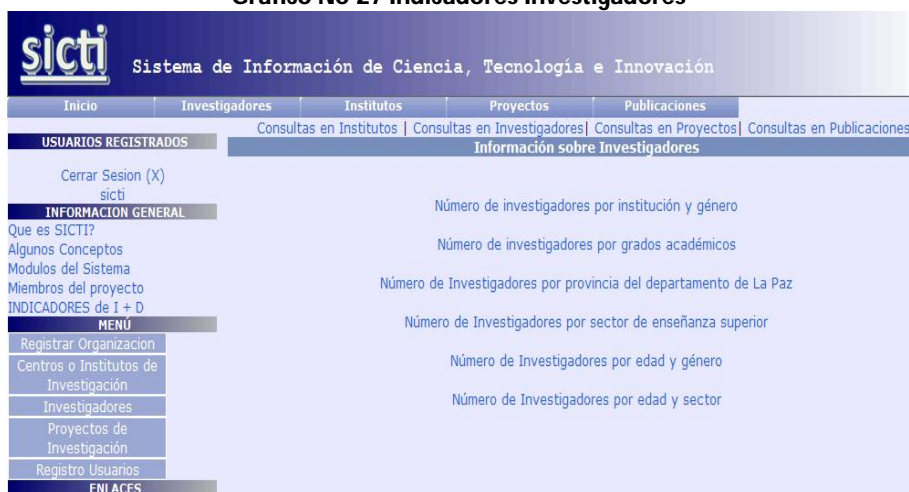 Gráfico No 27 Indicadores Investigadores
sicti
Sistema de Información de Ciencia, Tecnología e Innovación
Inicio Investigadores Institutos Proyectos Publicaciones
Consultas en Institutos | Consultas en Investigadores| Consultas en Proyectos| Consultas en Publicaciones
Información sobre Investigadores
USUARIOS REGISTRADOS
Cerrar Sesion (X)
sicti
INFORMACION GENERAL
Que es SICTI?
Algunos Conceptos
Modulos del Sistema
Miembros del proyecto
INDICADORES de I + D
MENÚ
Registrar Organizacion
Centros o Institutos de
Investigación
Investigadores
Proyectos de
Investigación
Registro Usuarios
ENLACES
Número de investigadores por institución y género
Número de investigadores por grados académicos
Número de Investigadores por provincia del departamento de La Paz
Número de Investigadores por sector de enseñanza superior
Número de Investigadores por edad y género
Número de Investigadores por edad y sector